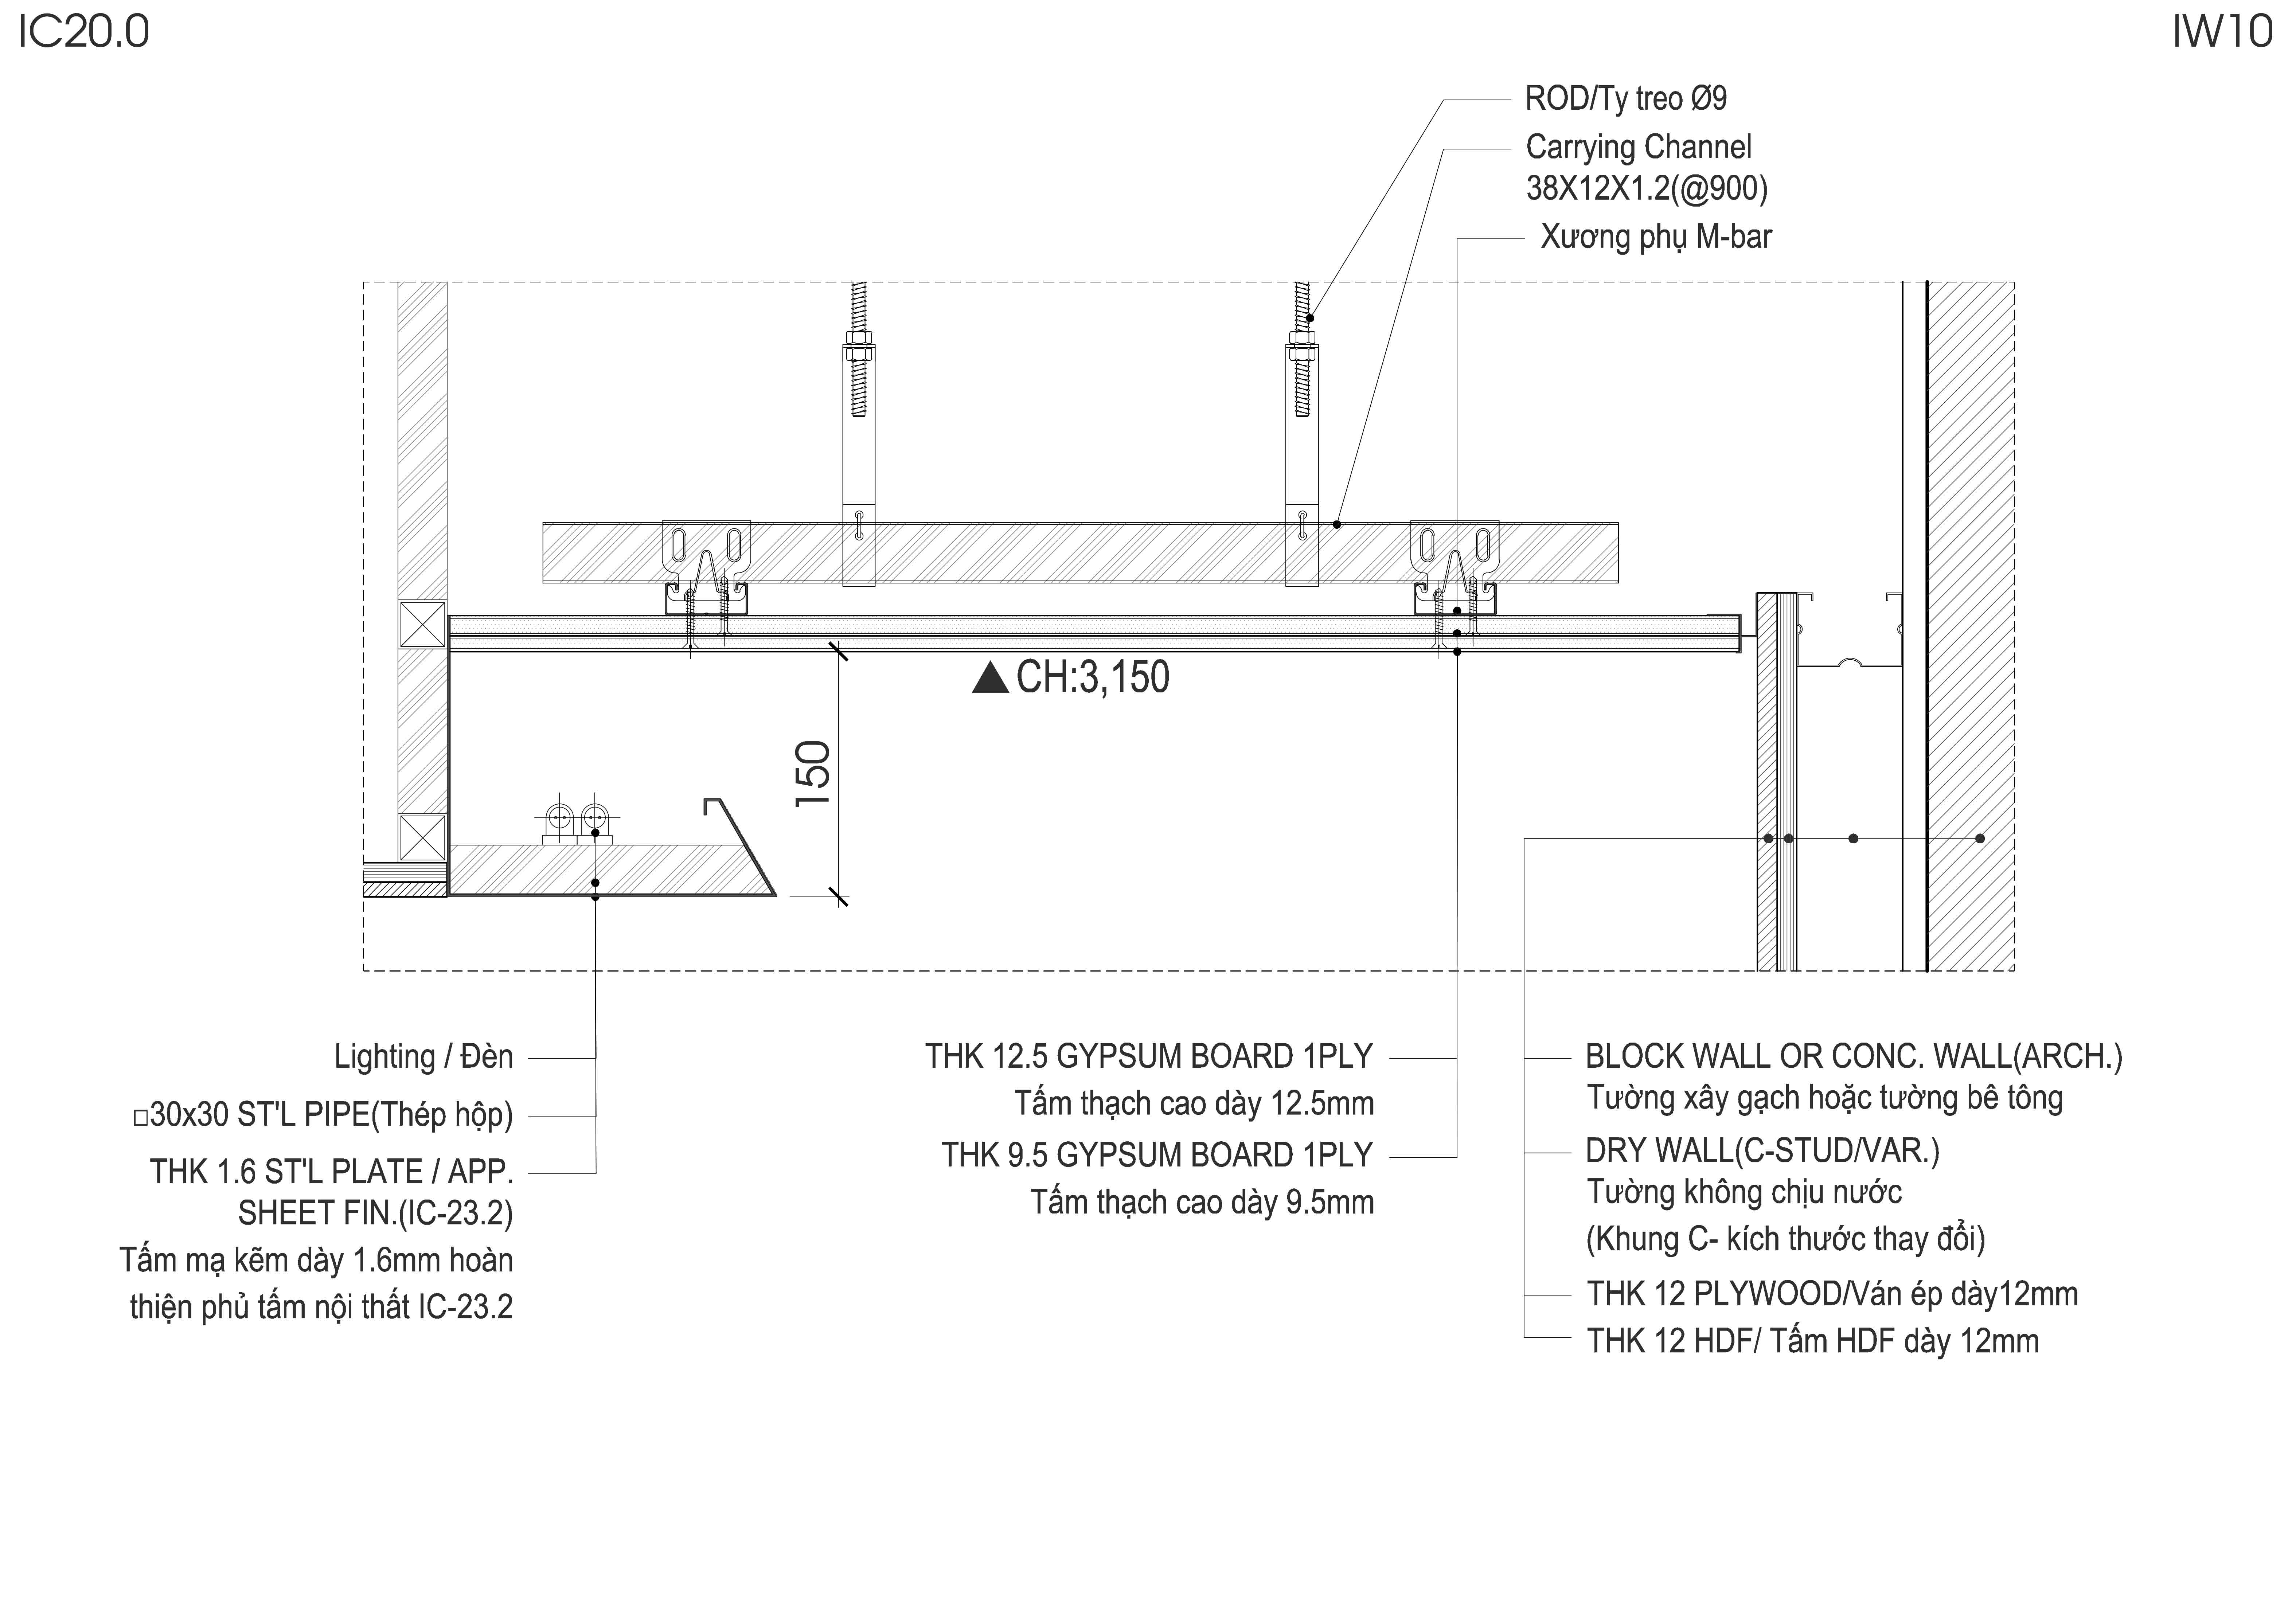 IC20.0
IW10
ROD/Ty treo Ø9
Carrying Channel
38X12X1.2(@900)
Xương phụ M-bar
▲CH:3,150
150
Lighting / Đèn
□30x30 ST'L PIPE(Thép hộp)
THK 1.6 ST'L PLATE / APP.
SHEET FIN.(IC-23.2)
Tấm mạ kẽm dày 1.6mm hoàn
thiện phủ tấm nội thất IC-23.2
THK 12.5 GYPSUM BOARD 1PLY
Tấm thạch cao dày 12.5mm
THK 9.5 GYPSUM BOARD 1PLY
Tấm thạch cao dày 9.5mm
BLOCK WALL OR CONC. WALL(ARCH.)
Tường xây gạch hoặc tường bê tông
DRY WALL(C-STUD/VAR.)
Tường không chịu nước
(Khung C- kích thước thay đổi)
THK 12 PLYWOOD/Ván ép dày12mm
THK 12 HDF/ Tấm HDF dày 12mm